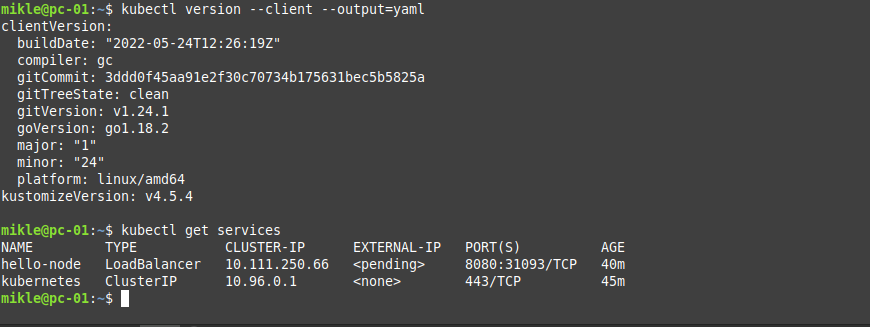 mikle@pc-01:~$ kubectl version --client --output=yaml
clientVersion:
  buildDate: "2022-05-24T12:26:19Z"
  compiler: gc
  gitCommit: 3ddd0f45aa91e2f30c70734b175631bec5b5825a
  gitTreeState: clean
  gitVersion: v1.24.1
  goVersion: go1.18.2
  major: "1"
  minor: "24"
  platform: linux/amd64
kustomizeVersion: v4.5.4

mikle@pc-01:~$ kubectl get services
NAME         TYPE           CLUSTER-IP      EXTERNAL-IP   PORT(S)          AGE
hello-node   LoadBalancer   10.111.250.66   <pending>     8080:31093/TCP   40m
kubernetes   ClusterIP      10.96.0.1       <none>        443/TCP          45m
mikle@pc-01:~$